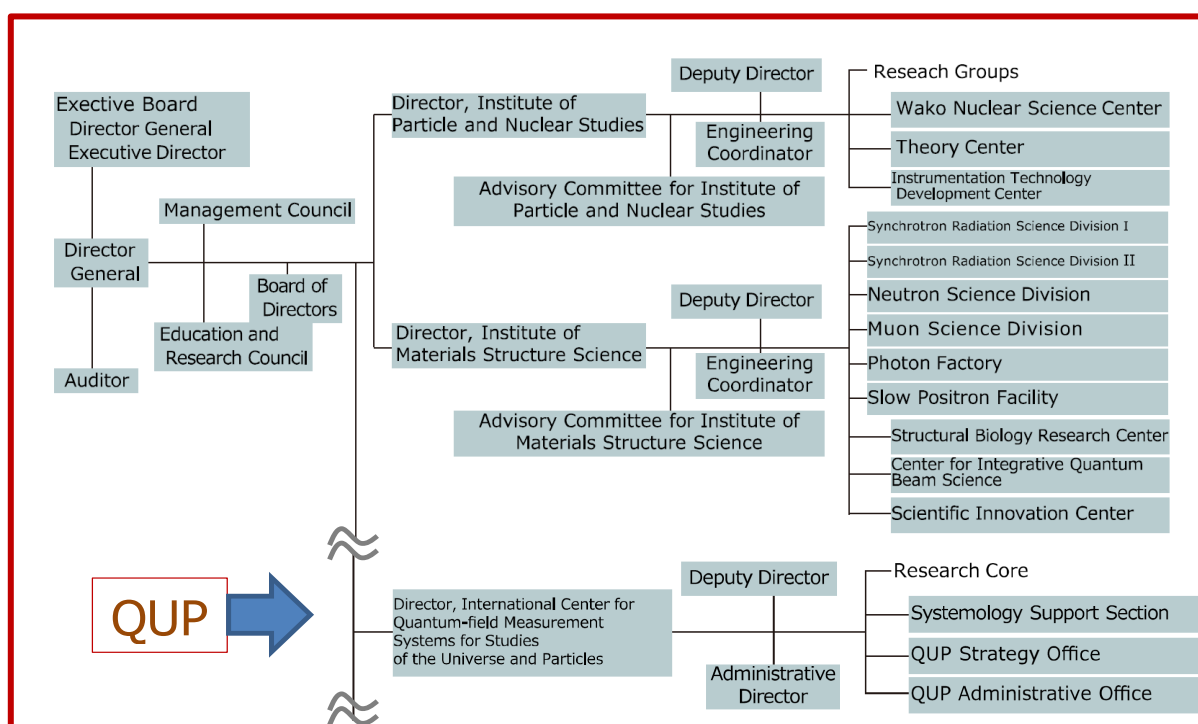 Exective Board
Director General
Executive Director
Management Council
Director
General
Board of
Directors
Education and
Research Council
Auditor
Director, Institute of
Particle and Nuclear Studies
Deputy Director
Engineering
Coordinator
Advisory Committee for Institute of
Particle and Nuclear Studies
Reseach Groups
Wako Nuclear Science Center
Theory Center
Instrumentation Technology
Development Center
Director, Institute of
Materials Structure Science
Deputy Director
Engineering
Coordinator
Advisory Committee for Institute of
Materials Structure Science
Synchrotron Radiation Science Division I
Synchrotron Radiation Science Division II
Neutron Science Division
Muon Science Division
Photon Factory
Slow Positron Facility
Structural Biology Research Center
Center for Integrative Quantum
Beam Science
Scientific Innovation Center
QUP
Director, International Center for
Quantum-field Measurement
Systems for Studies
of the Universe and Particles
Deputy Director
Administrative
Director
Research Core
Systemology Support Section
QUP Strategy Office
QUP Administrative Office